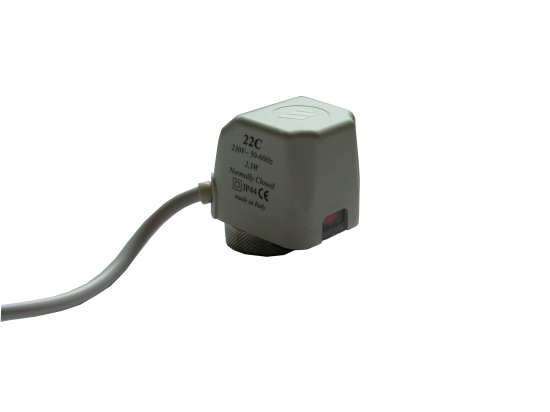 22C
230V~ 50-60Hz
2,5W
Normally Closed
IP44 CE
made in Italy